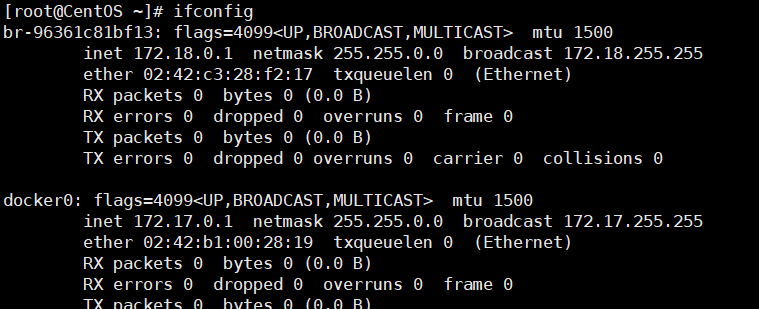 [root@CentOS ~]# ifconfig
br-96361c81bf13: flags=4099<UP,BROADCAST,MULTICAST>  mtu 1500
        inet 172.18.0.1  netmask 255.255.0.0  broadcast 172.18.255.255
        ether 02:42:c3:28:f2:17  txqueuelen 0  (Ethernet)
        RX packets 0  bytes 0 (0.0 B)
        RX errors 0  dropped 0  overruns 0  frame 0
        TX packets 0  bytes 0 (0.0 B)
        TX errors 0  dropped 0 overruns 0  carrier 0  collisions 0

docker0: flags=4099<UP,BROADCAST,MULTICAST>  mtu 1500
        inet 172.17.0.1  netmask 255.255.0.0  broadcast 172.17.255.255
        ether 02:42:b1:00:28:19  txqueuelen 0  (Ethernet)
        RX packets 0  bytes 0 (0.0 B)
        RX errors 0  dropped 0  overruns 0  frame 0
        TX packets 0  bytes 0 (0.0 B)